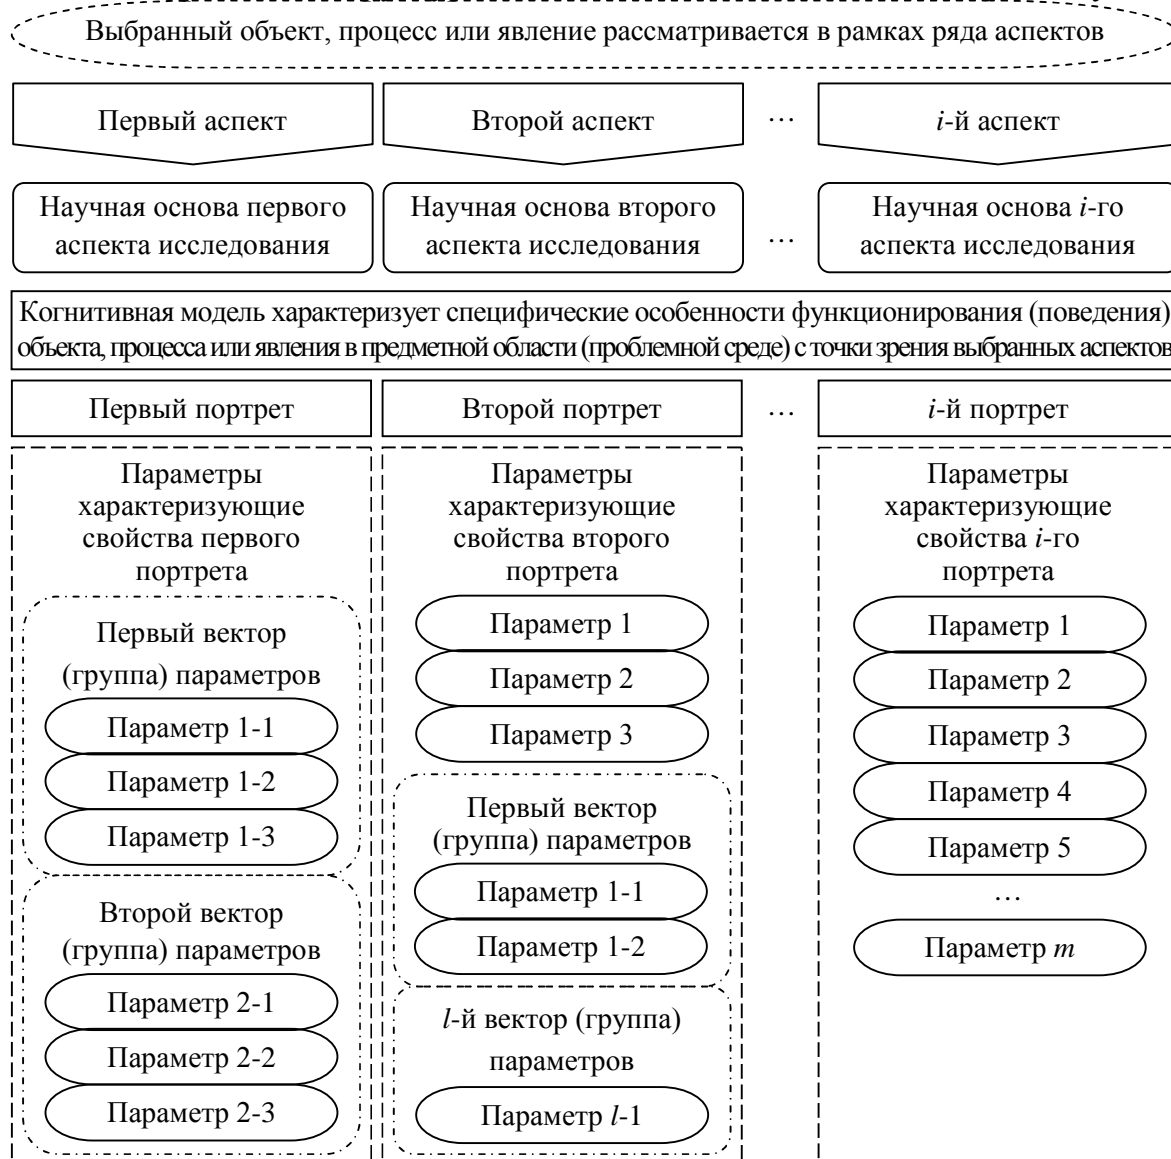 Выбранный объект, процесс или явление рассматривается в рамках ряда аспектов
Первый аспект
Второй аспект
...
i-й аспект
Научная основа первого
аспекта исследования
Научная основа второго
аспекта исследования
...
Научная основа i-го
аспекта исследования
Когнитивная модель характеризует специфические особенности функционирования (поведения)
объекта, процесса или явления в предметной области (проблемной среде) с точки зрения выбранных аспектов
Первый портрет
Второй портрет
...
i-й портрет
Параметры
характеризующие
свойства первого
портрета
Первый вектор
(группа) параметров
Параметр 1-1
Параметр 1-2
Параметр 1-3
Второй вектор
(группа) параметров
Параметр 2-1
Параметр 2-2
Параметр 2-3
Параметры
характеризующие
свойства второго
портрета
Параметр 1
Параметр 2
Параметр 3
Первый вектор
(группа) параметров
Параметр 1-1
Параметр 1-2
l-й вектор (группа)
параметров
Параметр l-1
Параметры
характеризующие
свойства i-го
портрета
Параметр 1
Параметр 2
Параметр 3
Параметр 4
Параметр 5
...
Параметр m